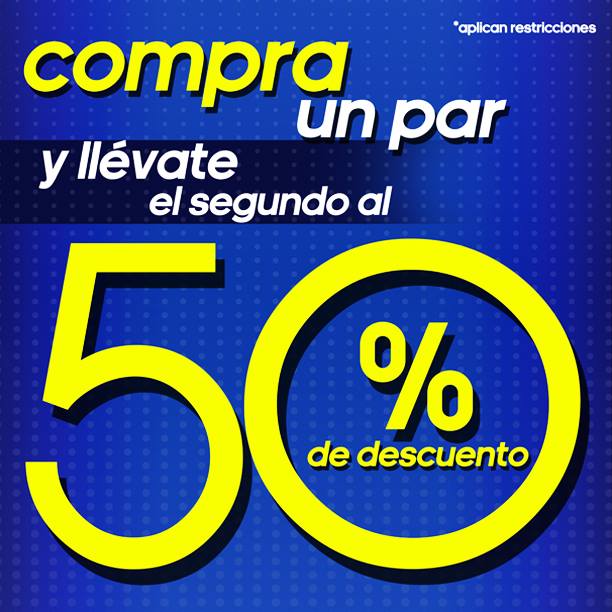 *aplican restricciones
compra
un par
y llévate
el segundo al
50%
de descuento